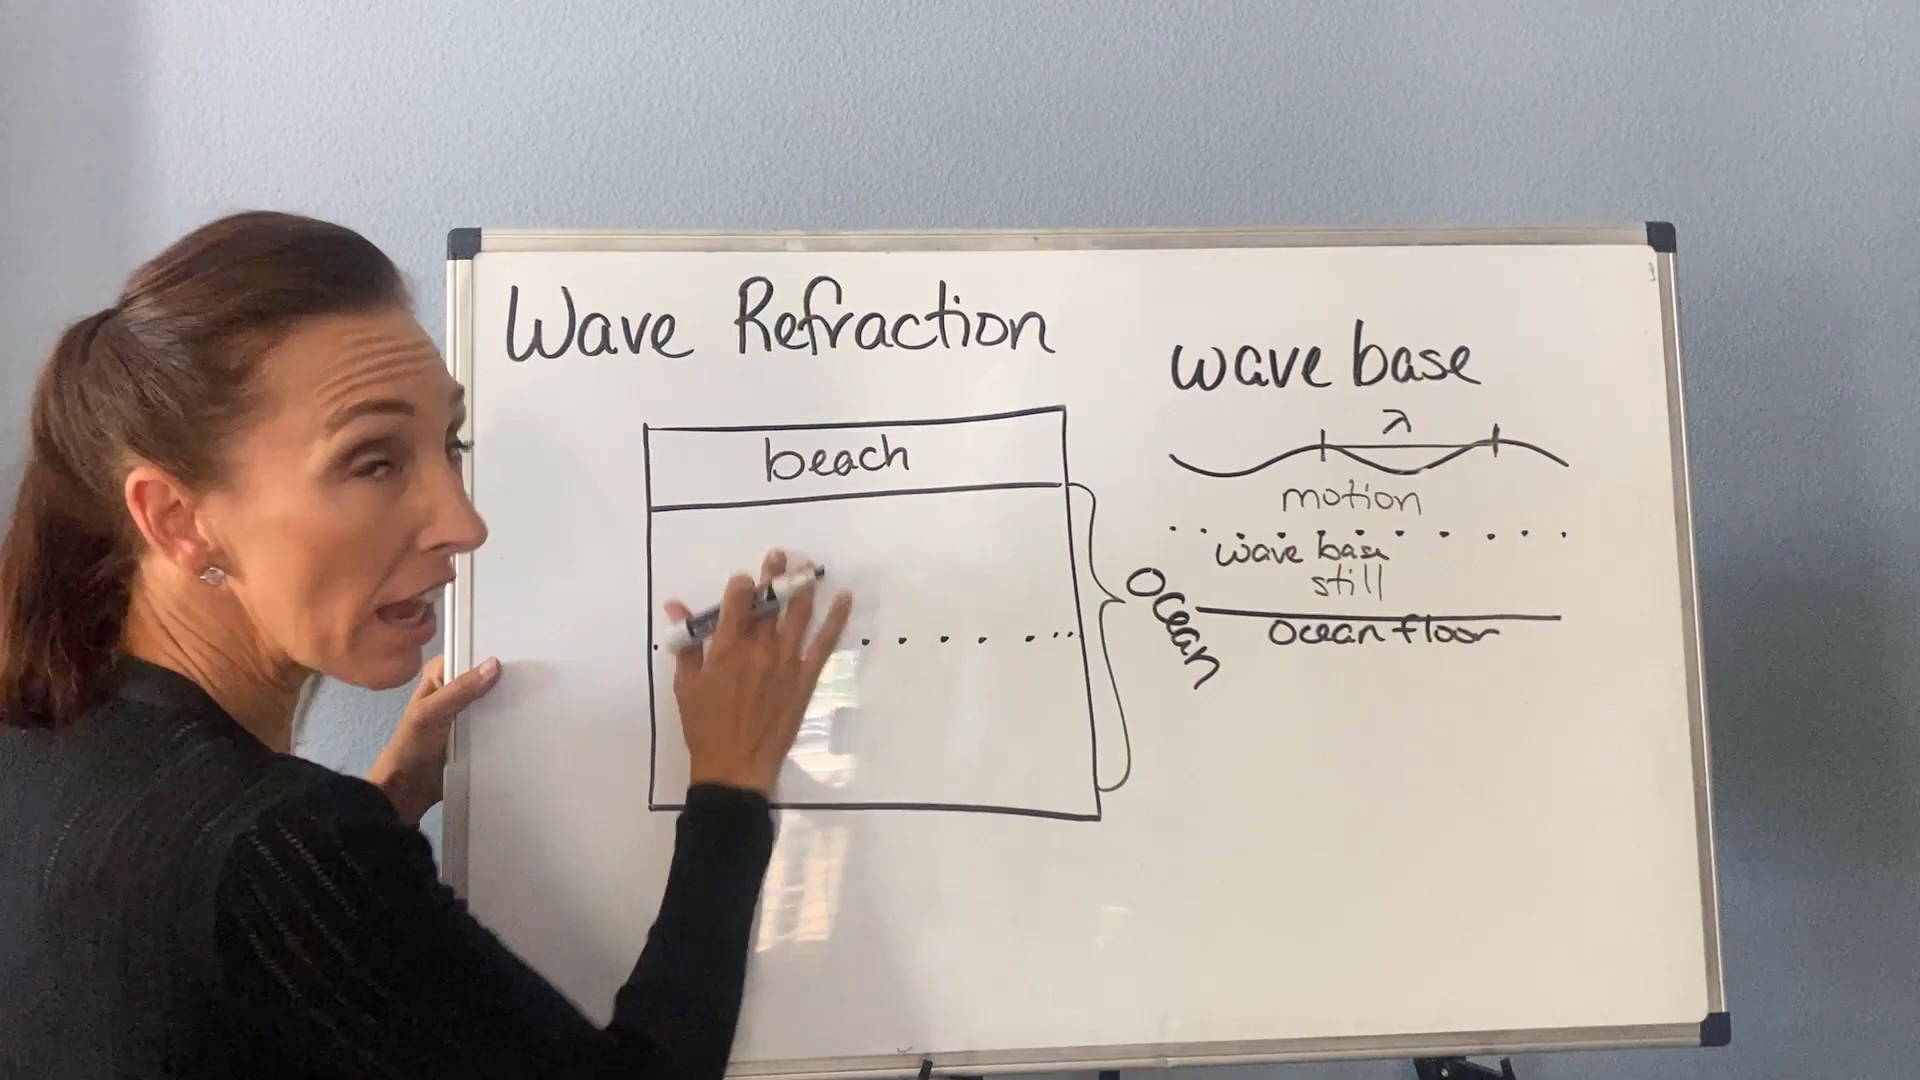 Wave Refraction
beach
Ocean
wave base
λ
motion
wave base
still
Ocean floor